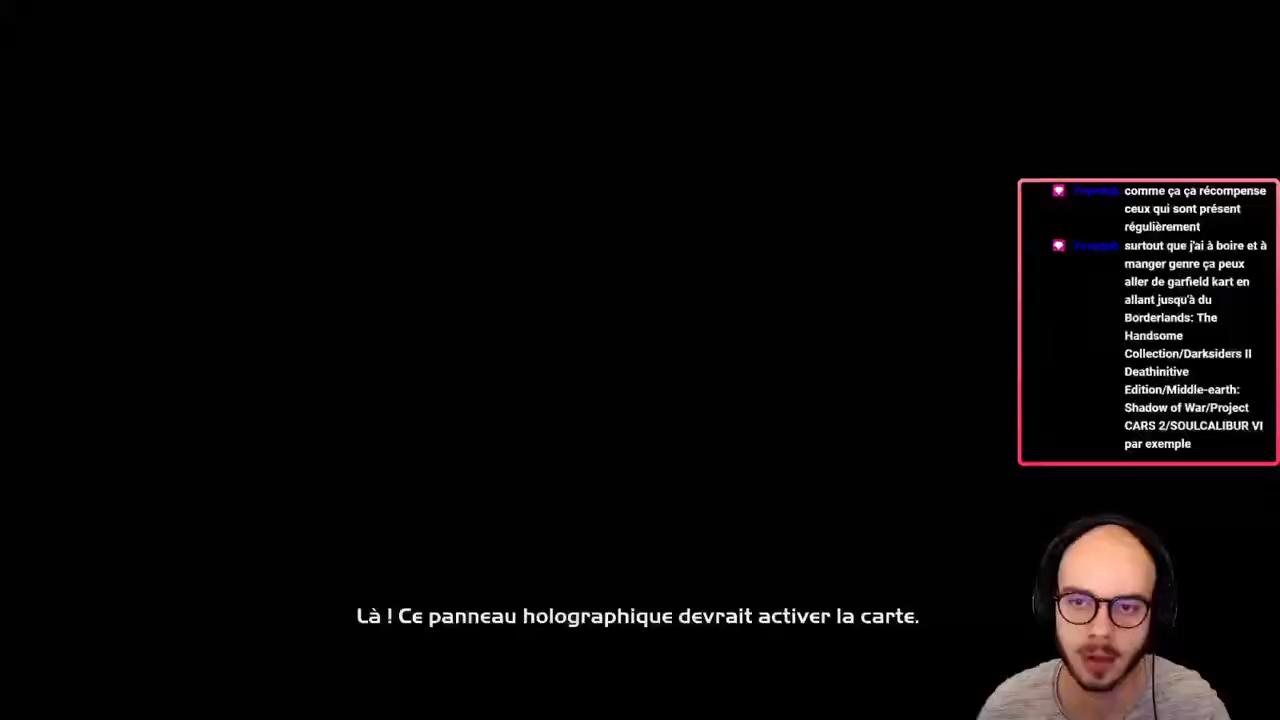 comme ça ça récompense
ceux qui sont présent
régulièrement
surtout que j'ai à boire et à
manger genre ça peux
aller de garfield kart en
allant jusqu'à du
Borderlands: The
Handsome
Collection/Darksiders II
Deathinitive
Edition/Middle-earth:
Shadow of War/Project
CARS 2/SOULCALIBUR VI
par exemple
Là ! Ce panneau holographique devrait activer la carte.